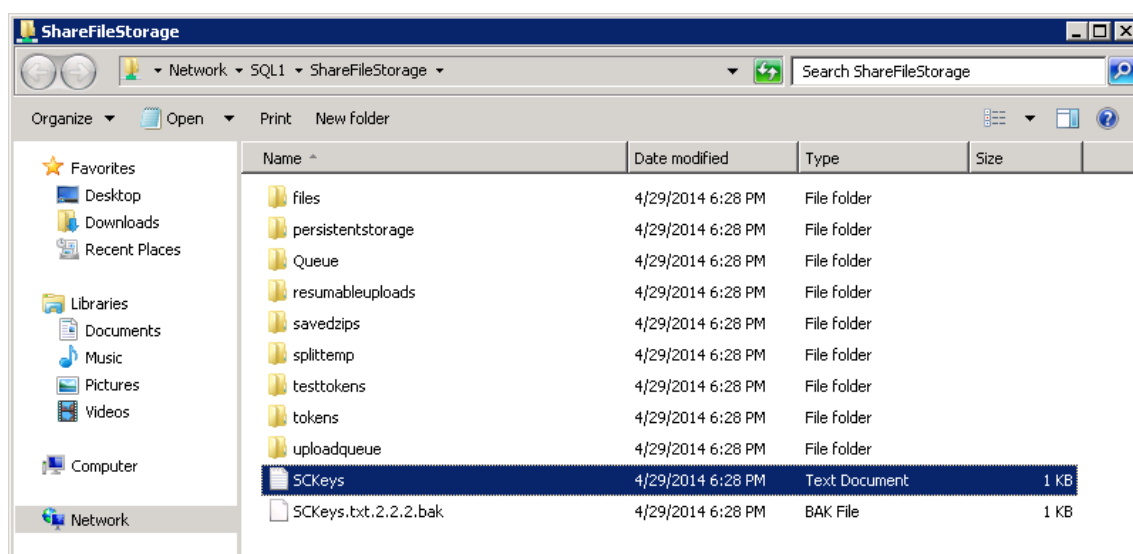 ShareFileStorage
Network SQL1 ShareFileStorage Search ShareFileStorage
Organize Open Print New folder
Name Date modified Type Size
Favorites
Desktop
Downloads
Recent Places
Libraries
Documents
Music
Pictures
Videos
Computer
Network
files 4/29/2014 6:28 PM File folder
persistentstorage 4/29/2014 6:28 PM File folder
Queue 4/29/2014 6:28 PM File folder
resumableuploads 4/29/2014 6:28 PM File folder
savedzips 4/29/2014 6:28 PM File folder
splittemp 4/29/2014 6:28 PM File folder
testtokens 4/29/2014 6:28 PM File folder
tokens 4/29/2014 6:28 PM File folder
uploadqueue 4/29/2014 6:28 PM File folder
SCKeys 4/29/2014 6:28 PM Text Document 1 KB
SCKeys.txt.2.2.2.bak 4/29/2014 6:28 PM BAK File 1 KB